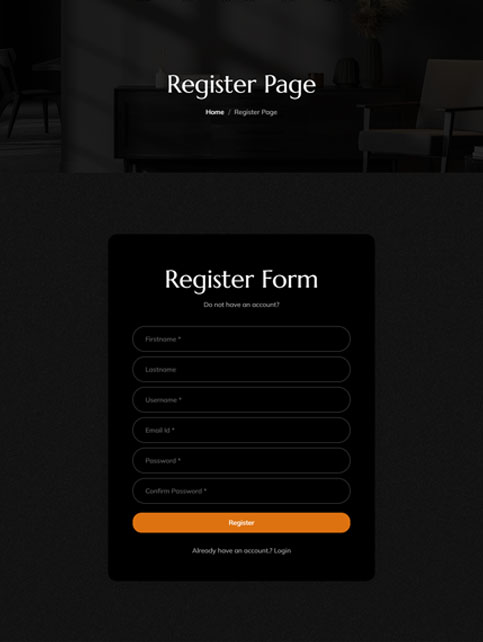 Register Page
Home / Register Page
Register Form
Do not have an account?
Firstname *
Lastname
Username *
Email Id *
Password *
Confirm Password *
Register
Already have an account.? Login